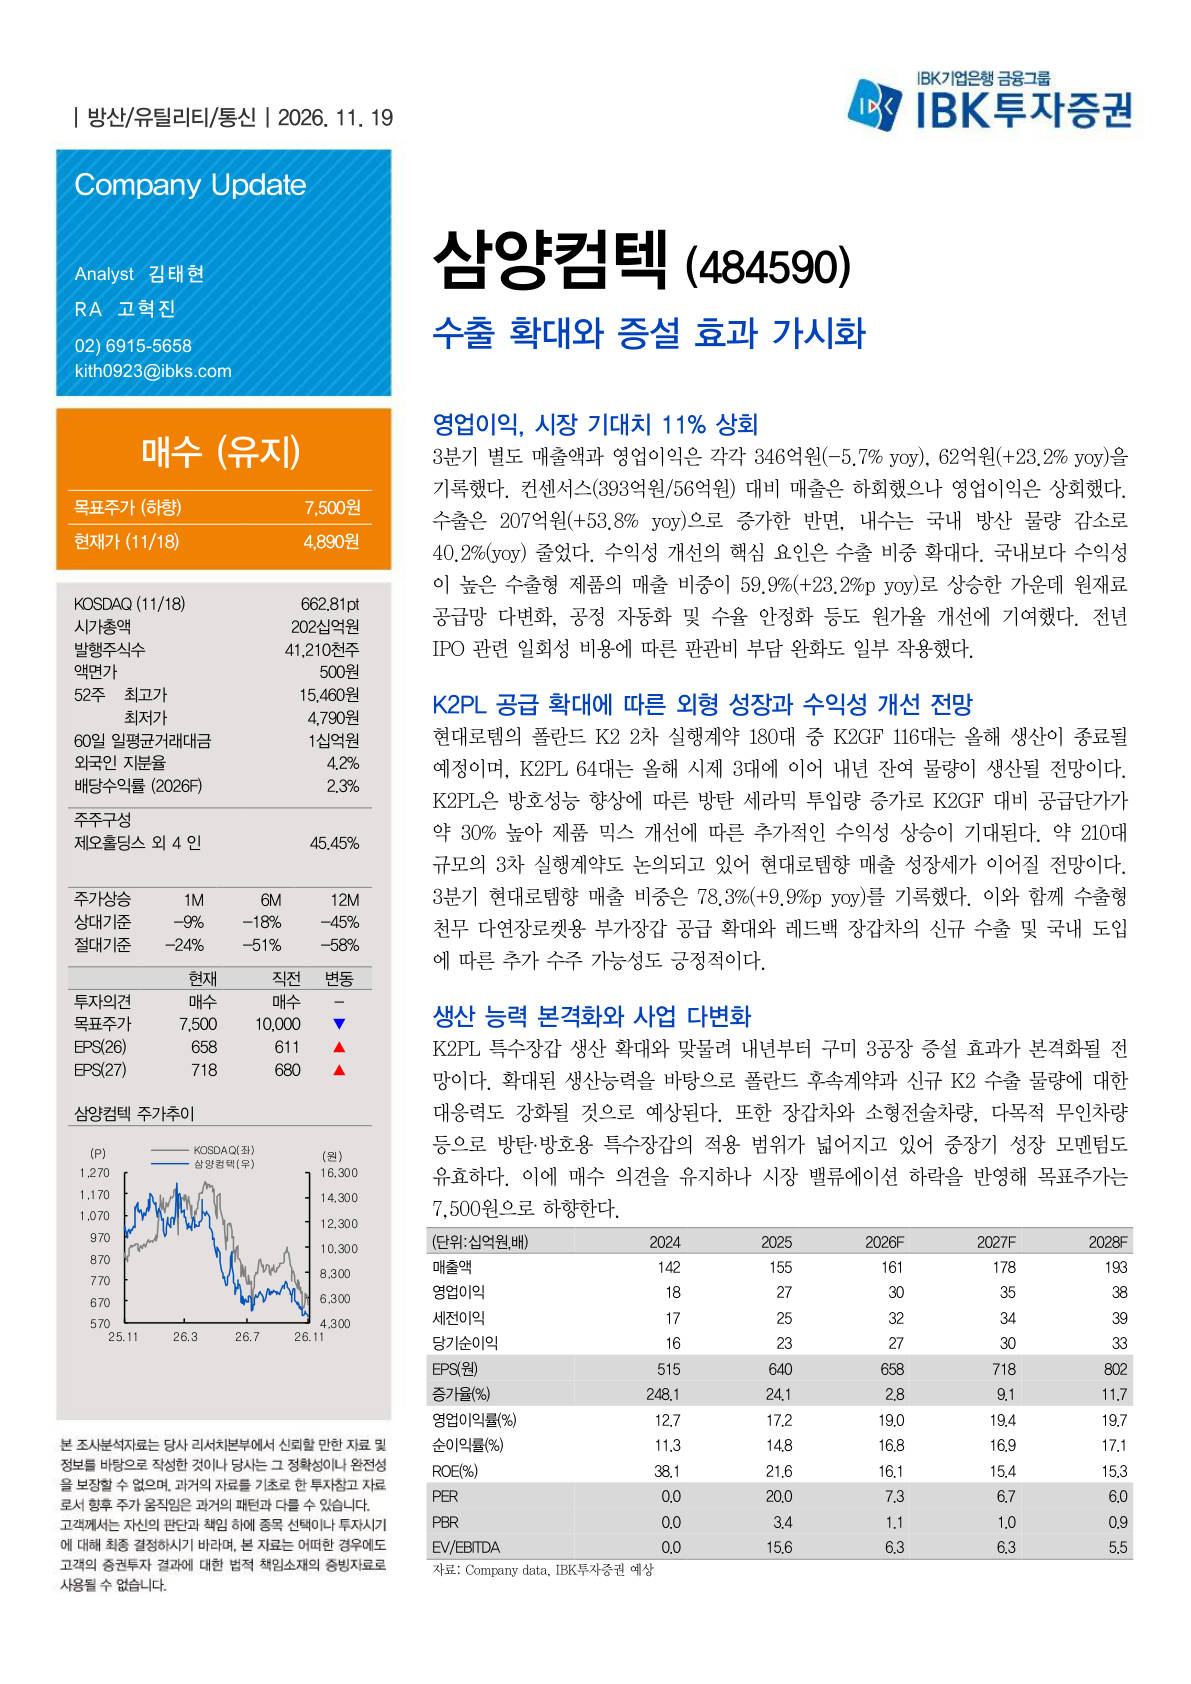 | 방산/유틸리티/통신 | 2026. 11. 19
IBK기업은행 금융그룹
IBK투자증권
Company Update
Analyst 김태현
RA 고혁진
02) 6915-5658
kith0923@ibks.com
매수 (유지)
목표주가 (하향) 7,500원
현재가 (11/18) 4,890원
KOSDAQ (11/18) 662.81pt
시가총액 202십억원
발행주식수 41,210천주
액면가 500원
52주 최고가 15,460원
최저가 4,790원
60일 일평균거래대금 1십억원
외국인 지분율 4.2%
배당수익률 (2026F) 2.3%
주주구성
제오홀딩스 외 4 인 45.45%
주가상승 1M 6M 12M
상대기준 -9% -18% -45%
절대기준 -24% -51% -58%
현재 직전 변동
투자의견 매수 매수 -
목표주가 7,500 10,000 ▼
EPS(26) 658 611 ▲
EPS(27) 718 680 ▲
삼양컴텍 주가추이
(P) KOSDAQ(좌) (원)
삼양컴텍(우)
1,270 16,300
1,170 14,300
1,070 12,300
970 10,300
870 8,300
770 6,300
670 4,300
570
25.11 26.3 26.7 26.11
본 조사분석자료는 당사 리서치본부에서 신뢰할 만한 자료 및
정보를 바탕으로 작성한 것이나 당사는 그 정확성이나 완전성
을 보장할 수 없으며, 과거의 자료를 기초로 한 투자참고 자료
로서 향후 주가 움직임은 과거의 패턴과 다를 수 있습니다.
고객께서는 자신의 판단과 책임 하에 종목 선택이나 투자시기
에 대해 최종 결정하시기 바라며, 본 자료는 어떠한 경우에도
고객의 증권투자 결과에 대한 법적 책임소재의 증빙자료로
사용될 수 없습니다.
삼양컴텍 (484590)
수출 확대와 증설 효과 가시화
영업이익, 시장 기대치 11% 상회
3분기 별도 매출액과 영업이익은 각각 346억원(-5.7% yoy), 62억원(+23.2% yoy)을
기록했다. 컨센서스(393억원/56억원) 대비 매출은 하회했으나 영업이익은 상회했다.
수출은 207억원(+53.8% yoy)으로 증가한 반면, 내수는 국내 방산 물량 감소로
40.2%(yoy) 줄었다. 수익성 개선의 핵심 요인은 수출 비중 확대다. 국내보다 수익성
이 높은 수출형 제품의 매출 비중이 59.9%(+23.2%p yoy)로 상승한 가운데 원재료
공급망 다변화, 공정 자동화 및 수율 안정화 등도 원가율 개선에 기여했다. 전년
IPO 관련 일회성 비용에 따른 판관비 부담 완화도 일부 작용했다.
K2PL 공급 확대에 따른 외형 성장과 수익성 개선 전망
현대로템의 폴란드 K2 2차 실행계약 180대 중 K2GF 116대는 올해 생산이 종료될
예정이며, K2PL 64대는 올해 시제 3대에 이어 내년 잔여 물량이 생산될 전망이다.
K2PL은 방호성능 향상에 따른 방탄 세라믹 투입량 증가로 K2GF 대비 공급단가가
약 30% 높아 제품 믹스 개선에 따른 추가적인 수익성 상승이 기대된다. 약 210대
규모의 3차 실행계약도 논의되고 있어 현대로템향 매출 성장세가 이어질 전망이다.
3분기 현대로템향 매출 비중은 78.3%(+9.9%p yoy)를 기록했다. 이와 함께 수출형
천무 다연장로켓용 부가장갑 공급 확대와 레드백 장갑차의 신규 수출 및 국내 도입
에 따른 추가 수주 가능성도 긍정적이다.
생산 능력 본격화와 사업 다변화
K2PL 특수장갑 생산 확대와 맞물려 내년부터 구미 3공장 증설 효과가 본격화될 전
망이다. 확대된 생산능력을 바탕으로 폴란드 후속계약과 신규 K2 수출 물량에 대한
대응력도 강화될 것으로 예상된다. 또한 장갑차와 소형전술차량, 다목적 무인차량
등으로 방탄·방호용 특수장갑의 적용 범위가 넓어지고 있어 중장기 성장 모멘텀도
유효하다. 이에 매수 의견을 유지하나 시장 밸류에이션 하락을 반영해 목표주가는
7,500원으로 하향한다.
(단위:십억원,배) 2024 2025 2026F 2027F 2028F
매출액 142 155 161 178 193
영업이익 18 27 30 35 38
세전이익 17 25 32 34 39
당기순이익 16 23 27 30 33
EPS(원) 515 640 658 718 802
증가율(%) 248.1 24.1 2.8 9.1 11.7
영업이익률(%) 12.7 17.2 19.0 19.4 19.7
순이익률(%) 11.3 14.8 16.8 16.9 17.1
ROE(%) 38.1 21.6 16.1 15.4 15.3
PER 0.0 20.0 7.3 6.7 6.0
PBR 0.0 3.4 1.1 1.0 0.9
EV/EBITDA 0.0 15.6 6.3 6.3 5.5
자료: Company data, IBK투자증권 예상